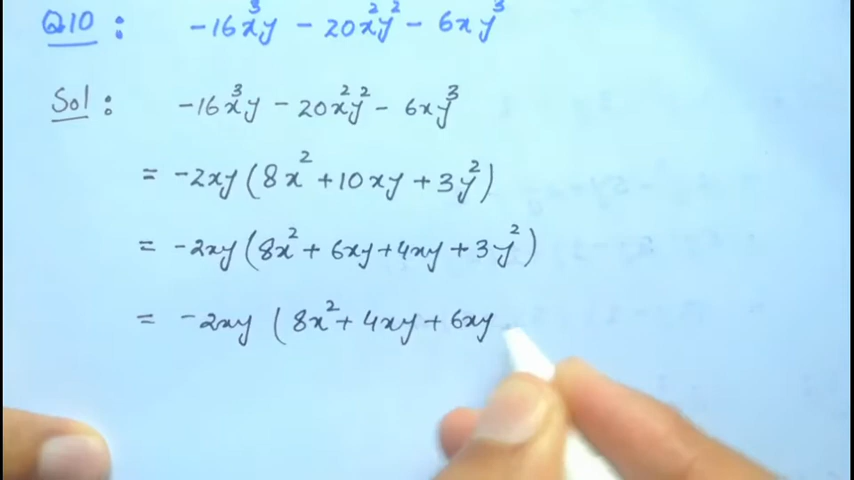 Q10 : -16x³y - 20x²y² - 6xy³
Sol : -16x³y - 20x²y² - 6xy³
= -2xy (8x² + 10xy + 3y²)
= -2xy (8x² + 6xy + 4xy + 3y²)
= -2xy (8x² + 4xy + 6xy